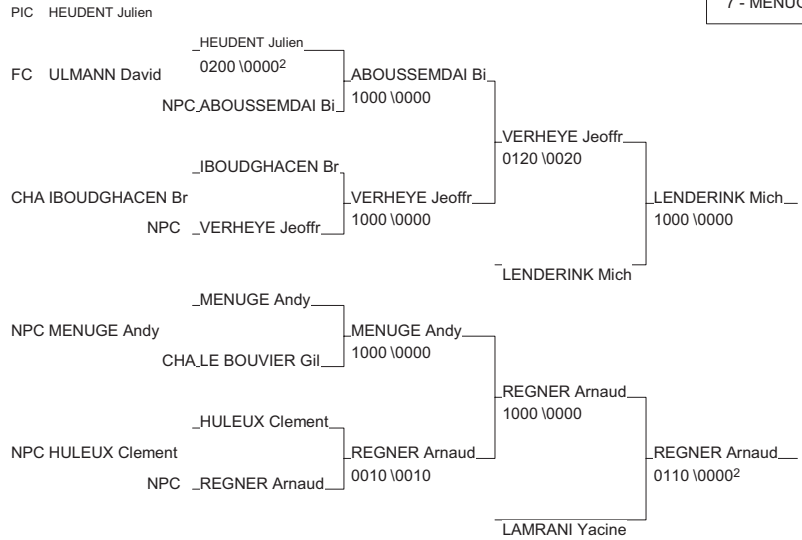 7 - MENUG
PIC HEUDENT Julien
HEUDENT Julien
0200 \0000²
FC ULMANN David
ABOUSSEMDAI Bi
1000 \0000
NPC ABOUSSEMDAI Bi
VERHEYE Jeoffr
0120 \0020
IBOUDGHACEN Br
CHA IBOUDGHACEN Br
VERHEYE Jeoffr
1000 \0000
LENDERINK Mich
1000 \0000
NPC VERHEYE Jeoffr
LENDERINK Mich
MENUGE Andy
NPC MENUGE Andy
MENUGE Andy
1000 \0000
CHA LE BOUVIER Gil
REGNER Arnaud
1000 \0000
HULEUX Clement
NPC HULEUX Clement
REGNER Arnaud
0010 \0010
REGNER Arnaud
0110 \0000²
NPC REGNER Arnaud
LAMRANI Yacine